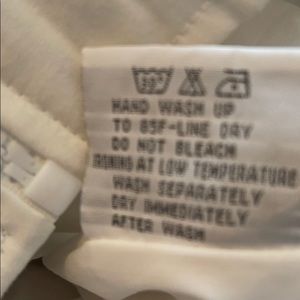 HAND WASH UP
TO 85F-LINE DRY
DO NOT BLEACH
IRONING AT LOW TEMPERATURE
WASH SEPARATELY
DRY IMMEDIATELY
AFTER WASH